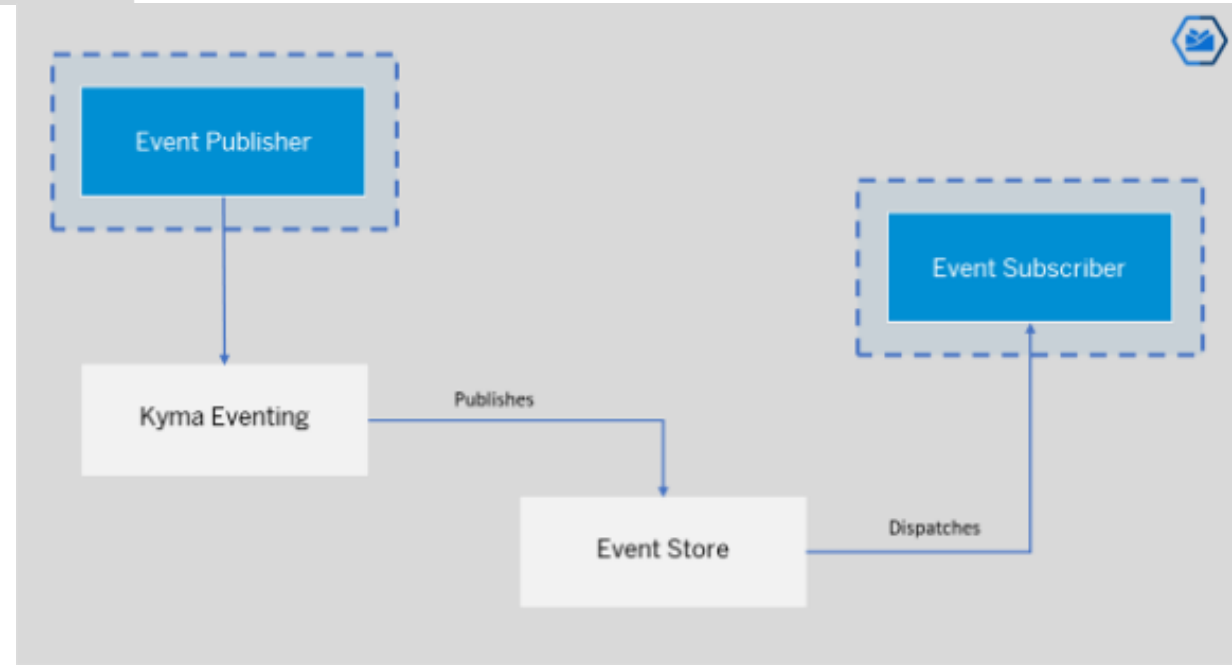 Event Publisher
Event Subscriber
Kyma Eventing
Publishes
Event Store
Dispatches